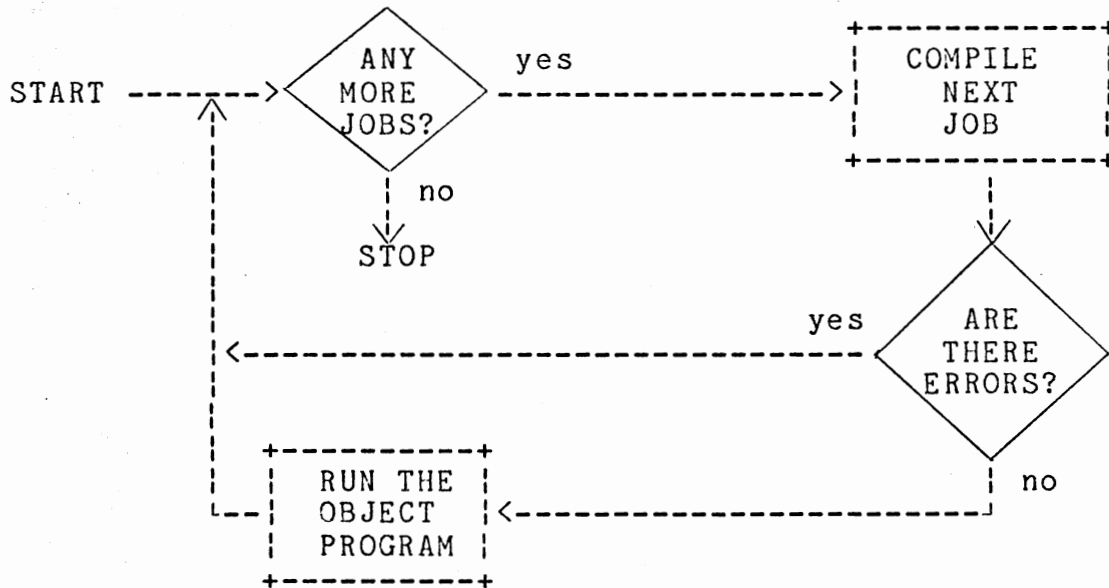 START
ANY
MORE
JOBS?
yes
COMPILE
NEXT
JOB
no
STOP
yes
ARE
THERE
ERRORS?
no
RUN THE
OBJECT
PROGRAM